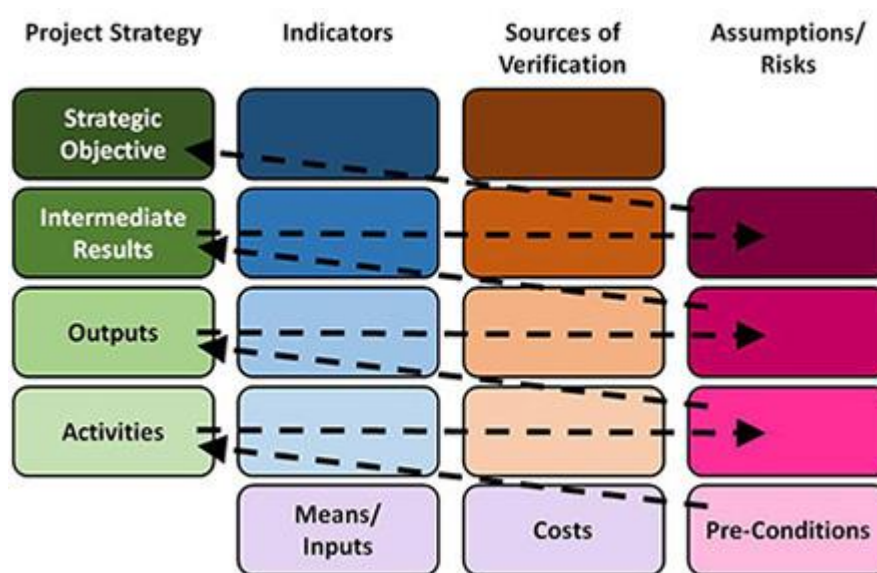 Project Strategy
Indicators
Sources of
Verification
Assumptions/
Risks
Strategic
Objective
Intermediate
Results
Outputs
Activities
Means/
Inputs
Costs
Pre-Conditions